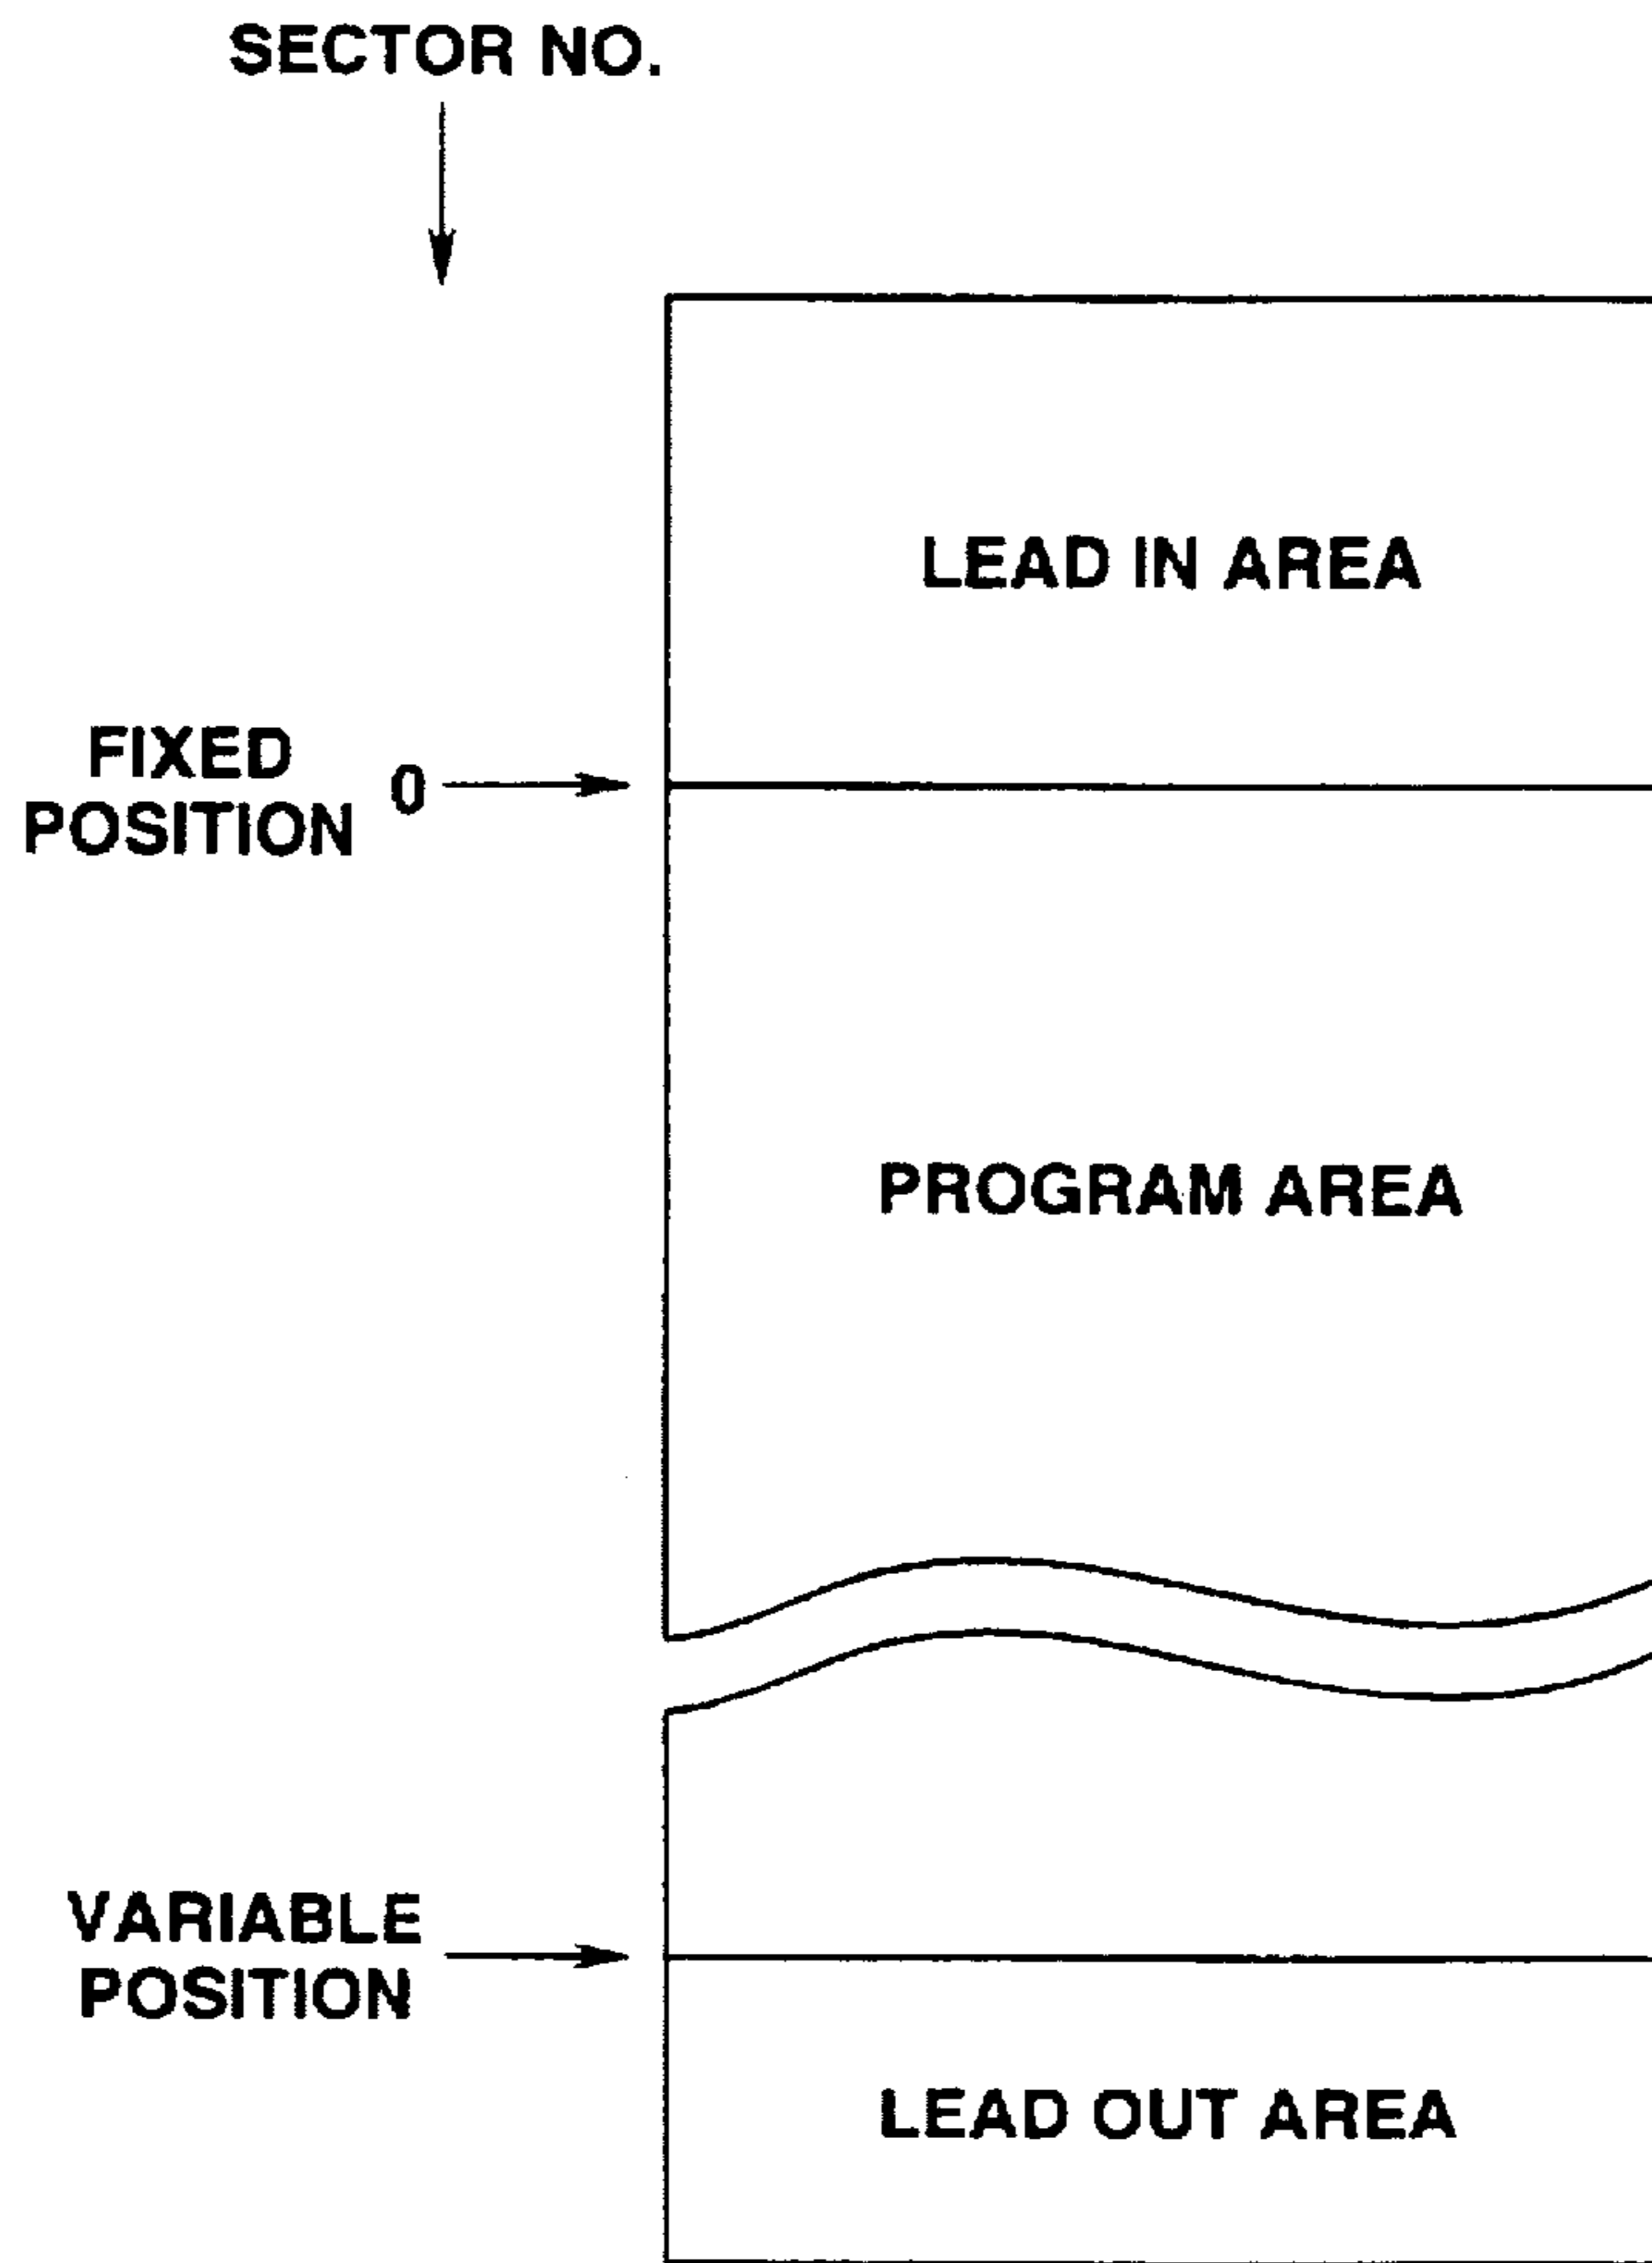 SECTOR NO.
LEAD IN AREA
FIXED
POSITION
0
PROGRAM AREA
VARIABLE
POSITION
LEAD OUT AREA